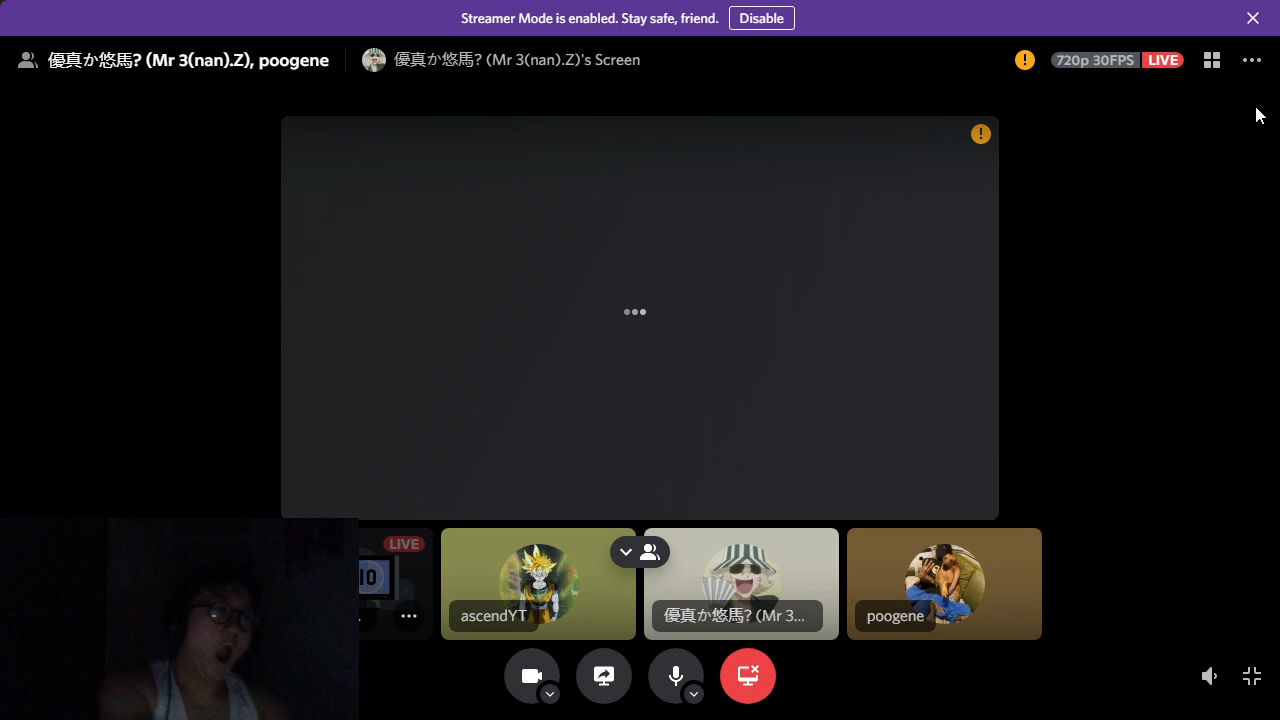 Streamer Mode is enabled. Stay safe, friend. Disable
優真か悠馬? (Mr 3(nan).Z), poogene
優真か悠馬? (Mr 3(nan).Z)'s Screen
720p 30FPS LIVE
LIVE
10
ascendYT
優真か悠馬? (Mr 3...
poogene